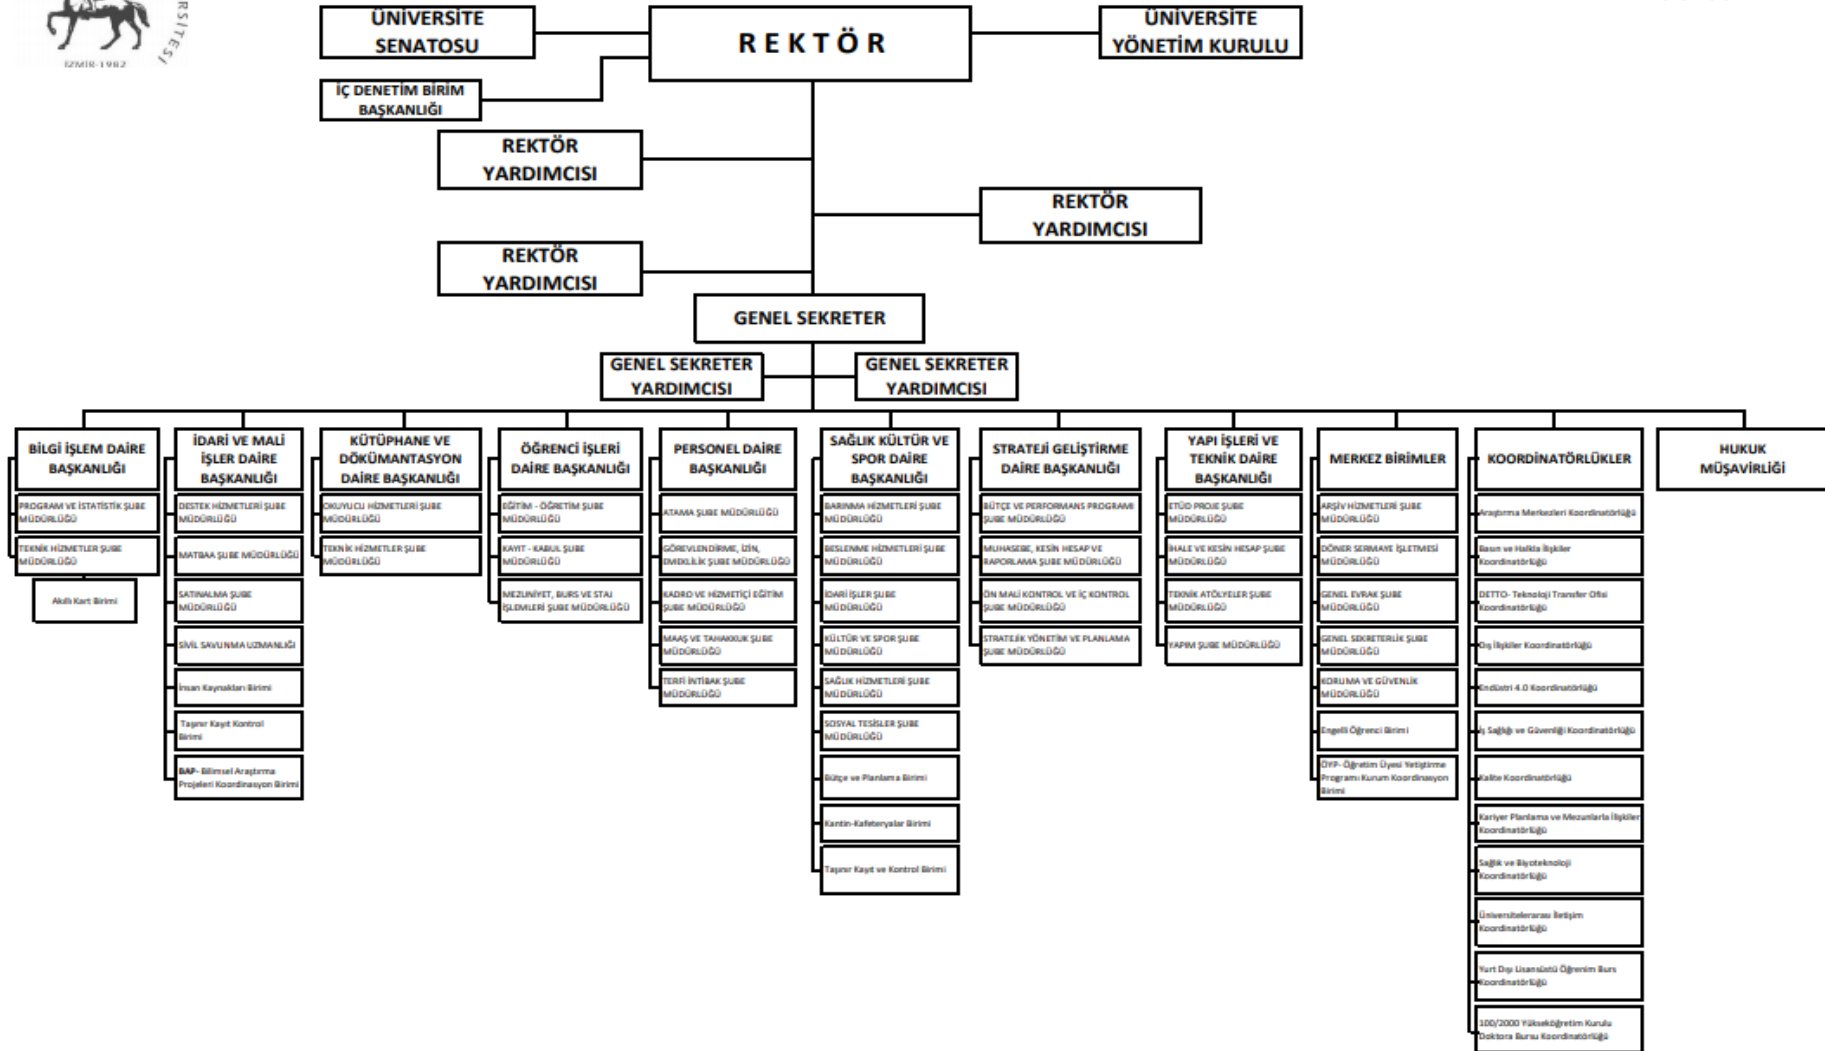 RSİTESİ
İZMİR-1982
ÜNİVERSİTE
SENATOSU
REKTÖR
ÜNİVERSİTE
YÖNETİM KURULU
İÇ DENETİM BİRİM
BAŞKANLIĞI
REKTÖR
YARDIMCISI
REKTÖR
YARDIMCISI
REKTÖR
YARDIMCISI
GENEL SEKRETER
GENEL SEKRETER
YARDIMCISI
GENEL SEKRETER
YARDIMCISI
BİLGİ İŞLEM DAİRE
BAŞKANLIĞI
PROGRAM VE İSTATİSTİK ŞUBE
MÜDÜRLÜĞÜ
TEKNİK HİZMETLER ŞUBE
MÜDÜRLÜĞÜ
Akıllı Kart Birimi
İDARİ VE MALİ
İŞLER DAİRE
BAŞKANLIĞI
DESTEK HİZMETLERİ ŞUBE
MÜDÜRLÜĞÜ
MATBAA ŞUBE MÜDÜRLÜĞÜ
SATINALMA ŞUBE
MÜDÜRLÜĞÜ
SİVİL SAVUNMA UZMANLIĞI
İnsan Kaynakları Birimi
Taşınır Kayıt Kontrol
Birimi
BAP- Bilimsel Araştırma
Projeleri Koordinasyon Birimi
KÜTÜPHANE VE
DÖKÜMANTASYON
DAİRE BAŞKANLIĞI
OKUYUCU HİZMETLERİ ŞUBE
MÜDÜRLÜĞÜ
TEKNİK HİZMETLER ŞUBE
MÜDÜRLÜĞÜ
ÖĞRENCİ İŞLERİ
DAİRE BAŞKANLIĞI
EĞİTİM - ÖĞRETİM ŞUBE
MÜDÜRLÜĞÜ
KAYIT - KABUL ŞUBE
MÜDÜRLÜĞÜ
MEZUNİYET, BURS VE STAJ
İŞLEMLERİ ŞUBE MÜDÜRLÜĞÜ
PERSONEL DAİRE
BAŞKANLIĞI
ATAMA ŞUBE MÜDÜRLÜĞÜ
GÖREVLENDİRME, İZİN,
EMEKLİLİK ŞUBE MÜDÜRLÜĞÜ
KADRO VE HİZMETİÇİ EĞİTİM
ŞUBE MÜDÜRLÜĞÜ
MAAŞ VE TAHAKKUK ŞUBE
MÜDÜRLÜĞÜ
TERFİ İNTİBAK ŞUBE
MÜDÜRLÜĞÜ
SAĞLIK KÜLTÜR VE
SPOR DAİRE
BAŞKANLIĞI
BARINMA HİZMETLERİ ŞUBE
MÜDÜRLÜĞÜ
BESLENME HİZMETLERİ ŞUBE
MÜDÜRLÜĞÜ
İDARİ İŞLER ŞUBE
MÜDÜRLÜĞÜ
KÜLTÜR VE SPOR ŞUBE
MÜDÜRLÜĞÜ
SAĞLIK HİZMETLERİ ŞUBE
MÜDÜRLÜĞÜ
SOSYAL TESİSLER ŞUBE
MÜDÜRLÜĞÜ
Bütçe ve Planlama Birimi
Kantin-Kafeteryalar Birimi
Taşınır Kayıt ve Kontrol Birimi
STRATEJİ GELİŞTİRME
DAİRE BAŞKANLIĞI
BÜTÇE VE PERFORMANS PROGRAMI
ŞUBE MÜDÜRLÜĞÜ
MUHASEBE, KESİN HESAP VE
RAPORLAMA ŞUBE MÜDÜRLÜĞÜ
ÖN MALİ KONTROL VE İÇ KONTROL
ŞUBE MÜDÜRLÜĞÜ
STRATEJİK YÖNETİM VE PLANLAMA
ŞUBE MÜDÜRLÜĞÜ
YAPI İŞLERİ VE
TEKNİK DAİRE
BAŞKANLIĞI
ETÜD PROJE ŞUBE
MÜDÜRLÜĞÜ
İHALE VE KESİN HESAP ŞUBE
MÜDÜRLÜĞÜ
TEKNİK ATÖLYELER ŞUBE
MÜDÜRLÜĞÜ
YAPIM ŞUBE MÜDÜRLÜĞÜ
MERKEZ BİRİMLER
ARŞİV HİZMETLERİ ŞUBE
MÜDÜRLÜĞÜ
DÖNER SERMAYE İŞLETMESİ
MÜDÜRLÜĞÜ
GENEL EVRAK ŞUBE
MÜDÜRLÜĞÜ
GENEL SEKRETERLİK ŞUBE
MÜDÜRLÜĞÜ
KORUMA VE GÜVENLİK
MÜDÜRLÜĞÜ
Engelli Öğrenci Birimi
ÖYP- Öğretim Üyesi Yetiştirme
Programı Kurum Koordinasyon
Birimi
KOORDİNATÖRLÜKLER
Araştırma Merkezleri Koordinatörlüğü
Basın ve Halkla İlişkiler
Koordinatörlüğü
DETTO- Teknoloji Transfer Ofisi
Koordinatörlüğü
Dış İlişkiler Koordinatörlüğü
Endüstri 4.0 Koordinatörlüğü
İş Sağlığı ve Güvenliği Koordinatörlüğü
Kalite Koordinatörlüğü
Kariyer Planlama ve Mezunlarla İlişkiler
Koordinatörlüğü
Sağlık ve Biyoteknoloji
Koordinatörlüğü
Üniversitelerarası İletişim
Koordinatörlüğü
Yurt Dışı Lisansüstü Öğrenim Burs
Koordinatörlüğü
100/2000 Yükseköğretim Kurulu
Doktora Bursu Koordinatörlüğü
HUKUK
MÜŞAVİRLİĞİ